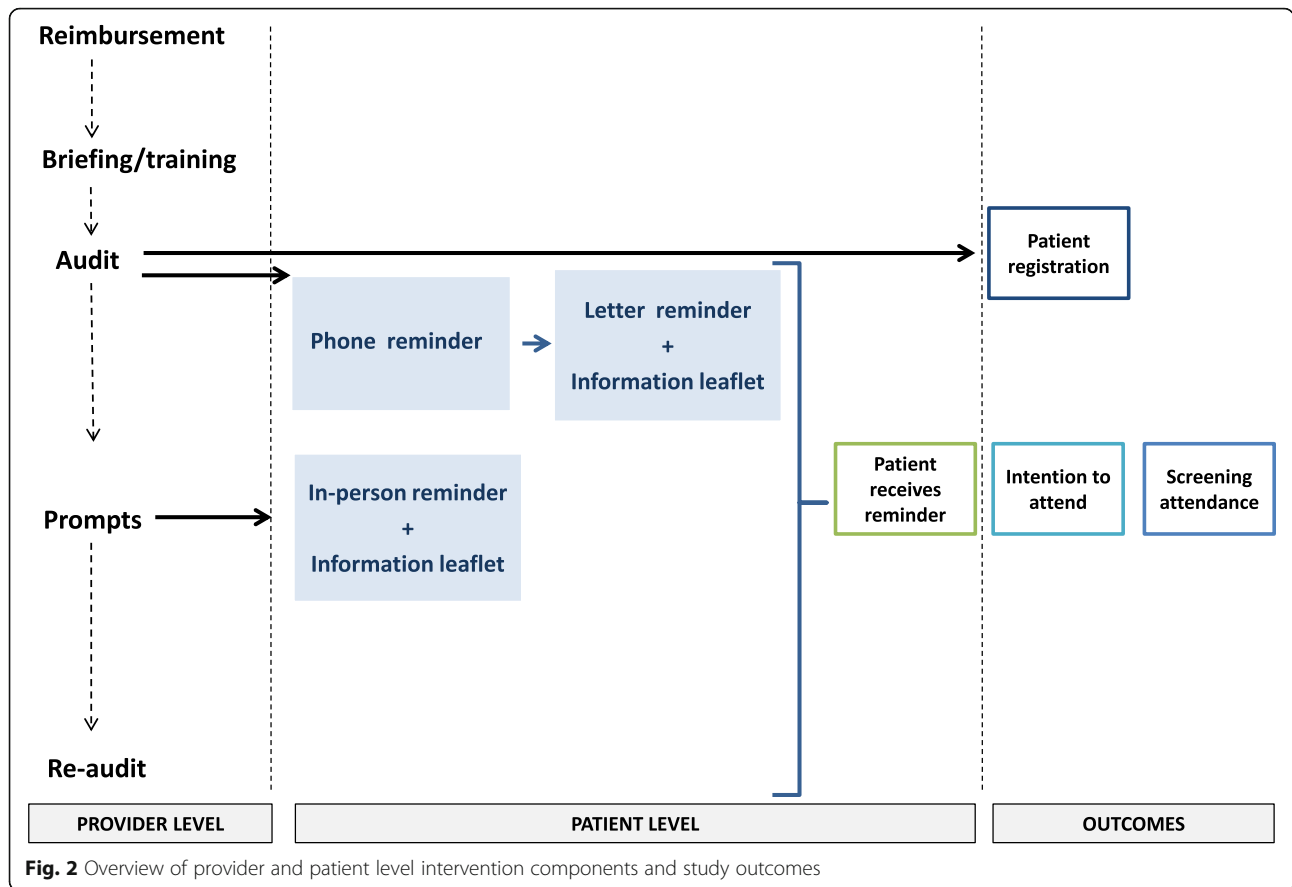 Reimbursement
Briefing/training
Audit
Patient
registration
Phone reminder
Letter reminder
+
Information leaflet
Prompts
In-person reminder
+
Information leaflet
Patient
receives
reminder
Intention to
attend
Screening
attendance
Re-audit
PROVIDER LEVEL
PATIENT LEVEL
OUTCOMES
Fig. 2 Overview of provider and patient level intervention components and study outcomes